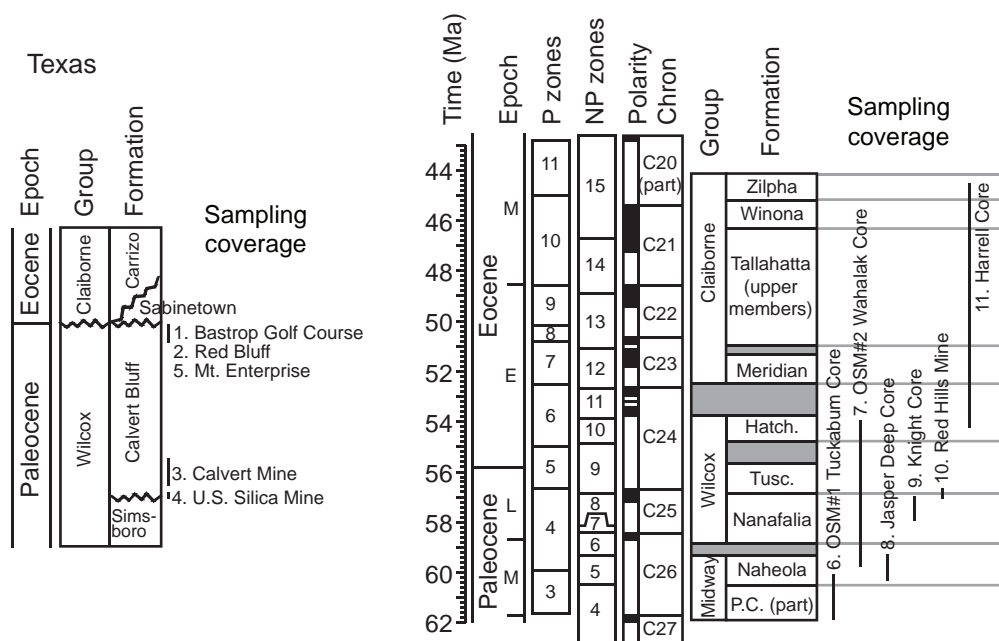 Texas
Epoch
Group
Formation
Sampling
coverage
Eocene
Paleocene
Claiborne
Wilcox
Carrizo
Sabinetown
Calvert Bluff
Sims-
boro
1. Bastrop Golf Course
2. Red Bluff
5. Mt. Enterprise
3. Calvert Mine
4. U.S. Silica Mine
Time (Ma)
Epoch
P zones
NP zones
Polarity
Chron
Group
Formation
Sampling
coverage
44
46
48
50
52
54
56
58
60
62
Eocene
Paleocene
M
E
L
M
11
10
9
8
7
6
5
4
3
15
14
13
12
11
10
9
8
7
6
5
4
C20
(part)
C21
C22
C23
C24
C25
C26
C27
Claiborne
Wilcox
Midway
Zilpha
Winona
Tallahatta
(upper
members)
Meridian
Hatch.
Tusc.
Nanafalia
Naheola
P.C. (part)
6. OSM#1 Tuckabum Core
7. OSM#2 Wahalak Core
8. Jasper Deep Core
9. Knight Core
10. Red Hills Mine
11. Harrell Core